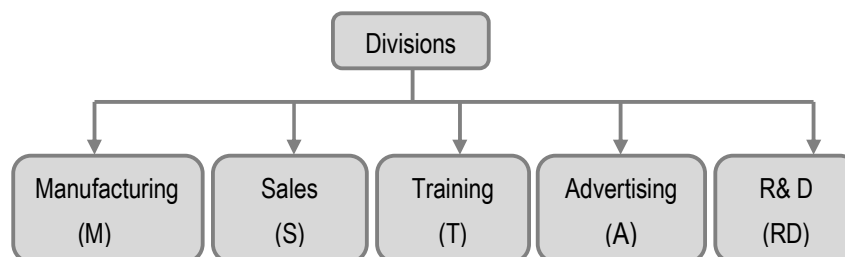 Divisions
Manufacturing
(M)
Sales
(S)
Training
(T)
Advertising
(A)
R& D
(RD)